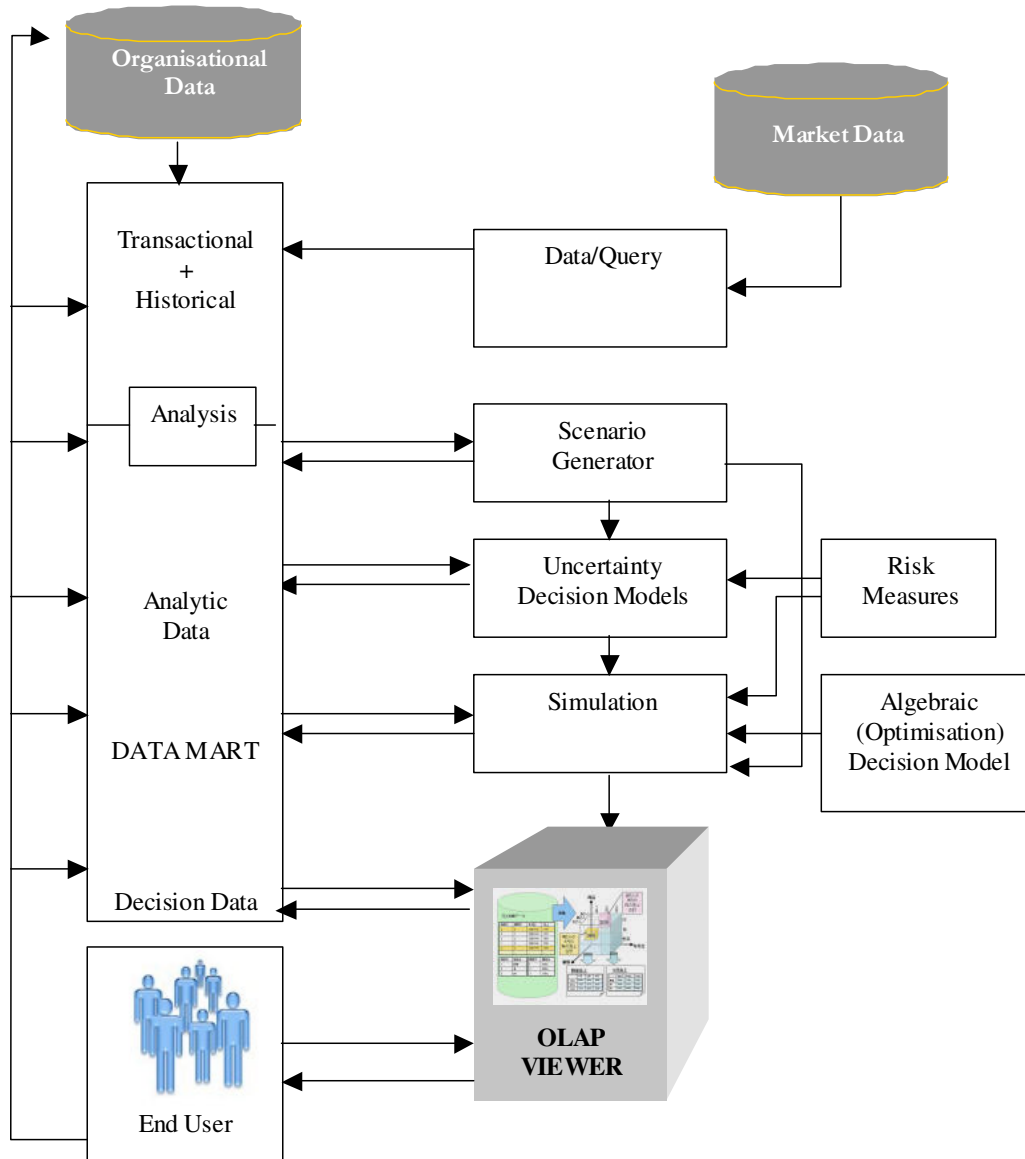 Organisational
Data
Market Data
Transactional
+
Historical
Data/Query
Analysis
Scenario
Generator
Uncertainty
Decision Models
Risk
Measures
Analytic
Data
Simulation
Algebraic
(Optimisation)
Decision Model
DATA MART
Decision Data
OLAP
VIEWER
End User